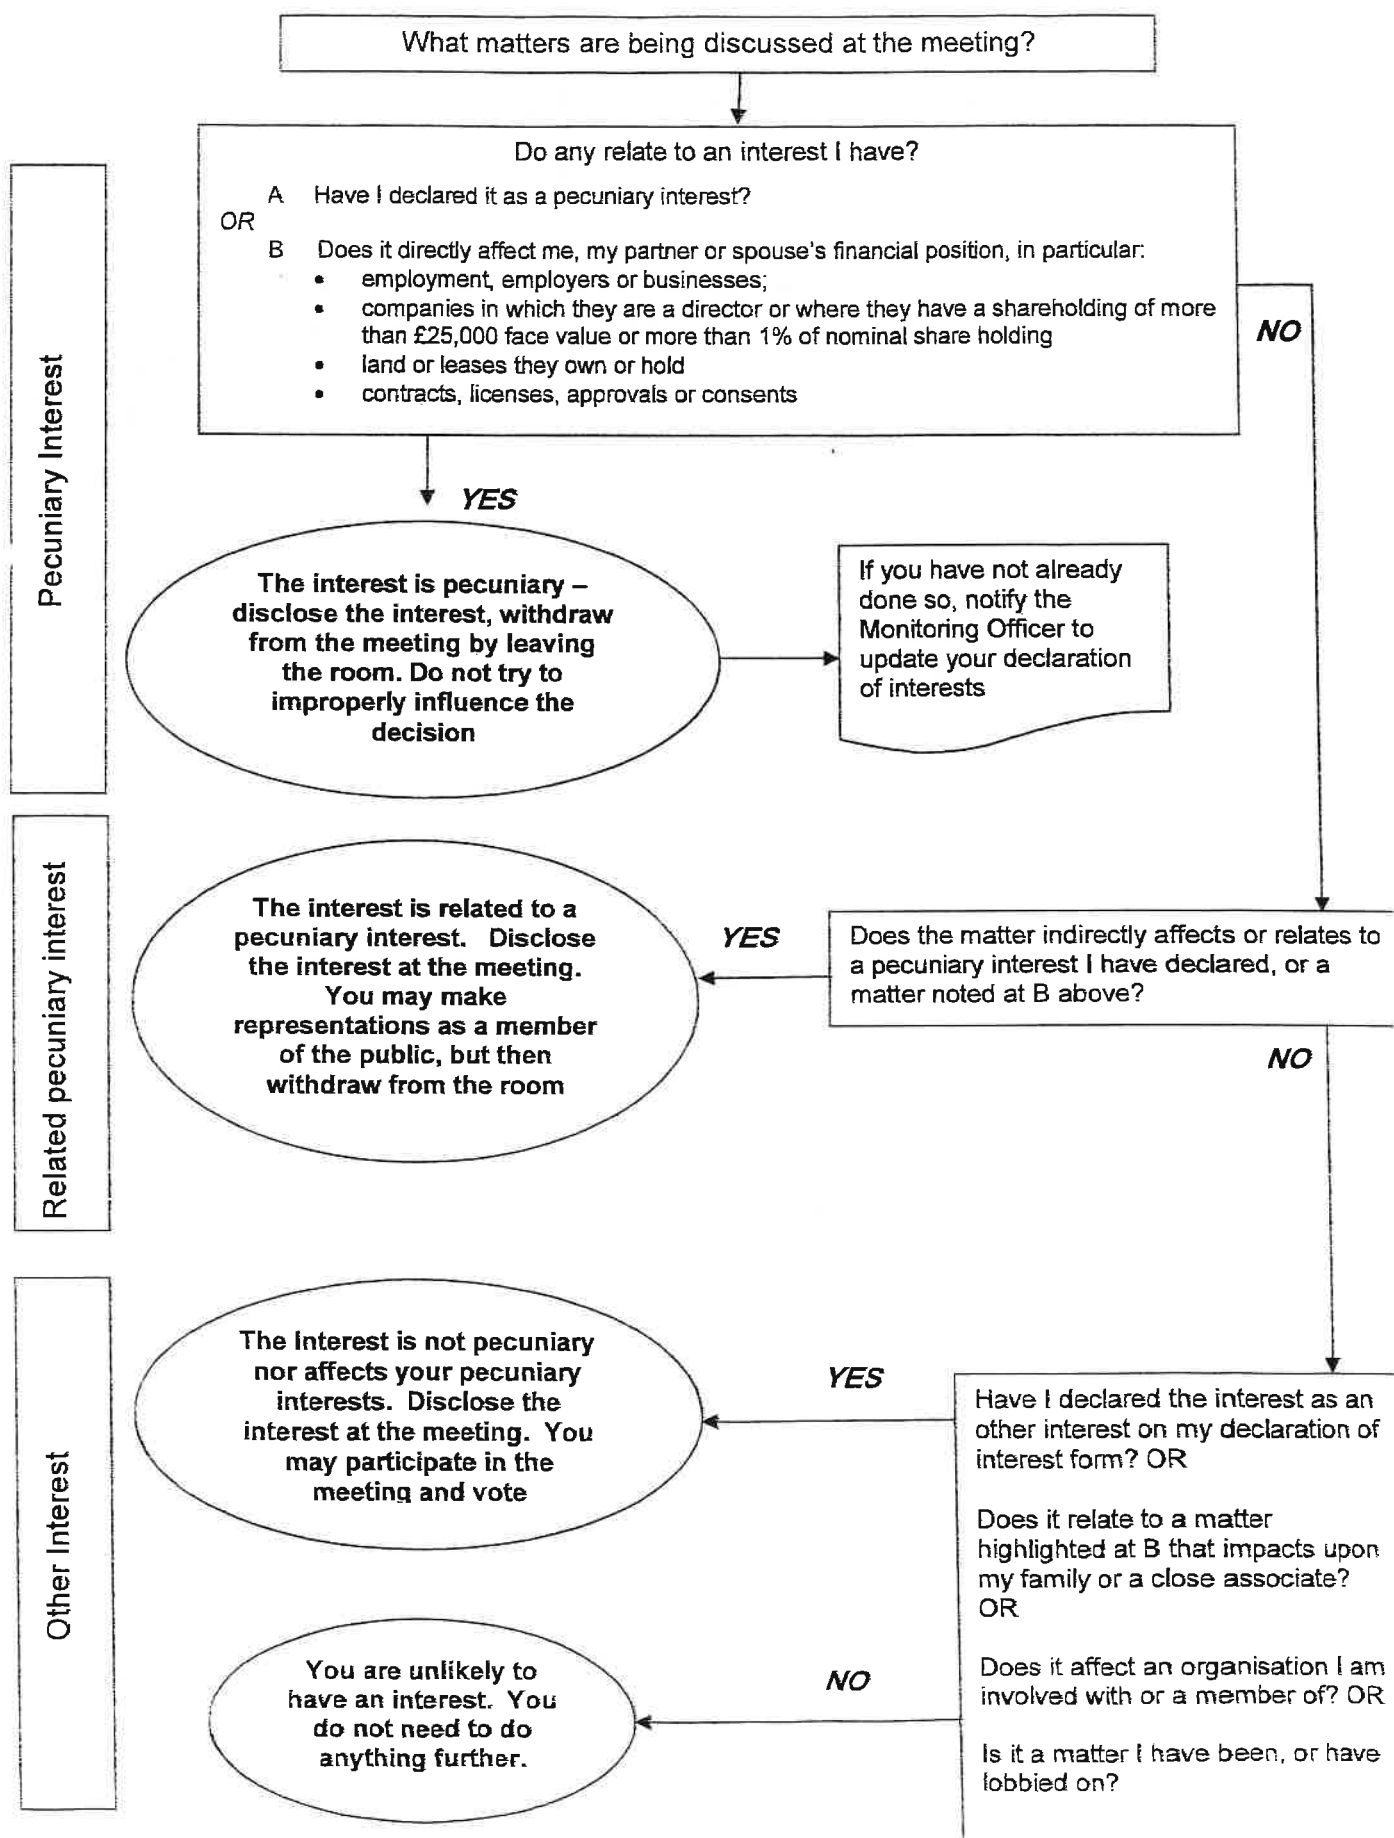 What matters are being discussed at the meeting?
Do any relate to an interest I have?
A Have I declared it as a pecuniary interest?
OR
B Does it directly affect me, my partner or spouse's financial position, in particular:
• employment, employers or businesses;
• companies in which they are a director or where they have a shareholding of more
than £25,000 face value or more than 1% of nominal share holding
• land or leases they own or hold
• contracts, licenses, approvals or consents
NO
Pecuniary Interest
YES
The interest is pecuniary –
disclose the interest, withdraw
from the meeting by leaving
the room. Do not try to
improperly influence the
decision
If you have not already
done so, notify the
Monitoring Officer to
update your declaration
of interests
Related pecuniary interest
The interest is related to a
pecuniary interest. Disclose
the interest at the meeting.
You may make
representations as a member
of the public, but then
withdraw from the room
YES
Does the matter indirectly affects or relates to
a pecuniary interest I have declared, or a
matter noted at B above?
NO
Other Interest
The Interest is not pecuniary
nor affects your pecuniary
interests. Disclose the
interest at the meeting. You
may participate in the
meeting and vote
YES
Have I declared the interest as an
other interest on my declaration of
interest form? OR
Does it relate to a matter
highlighted at B that impacts upon
my family or a close associate?
OR
Does it affect an organisation I am
involved with or a member of? OR
Is it a matter I have been, or have
lobbied on?
NO
You are unlikely to
have an interest. You
do not need to do
anything further.